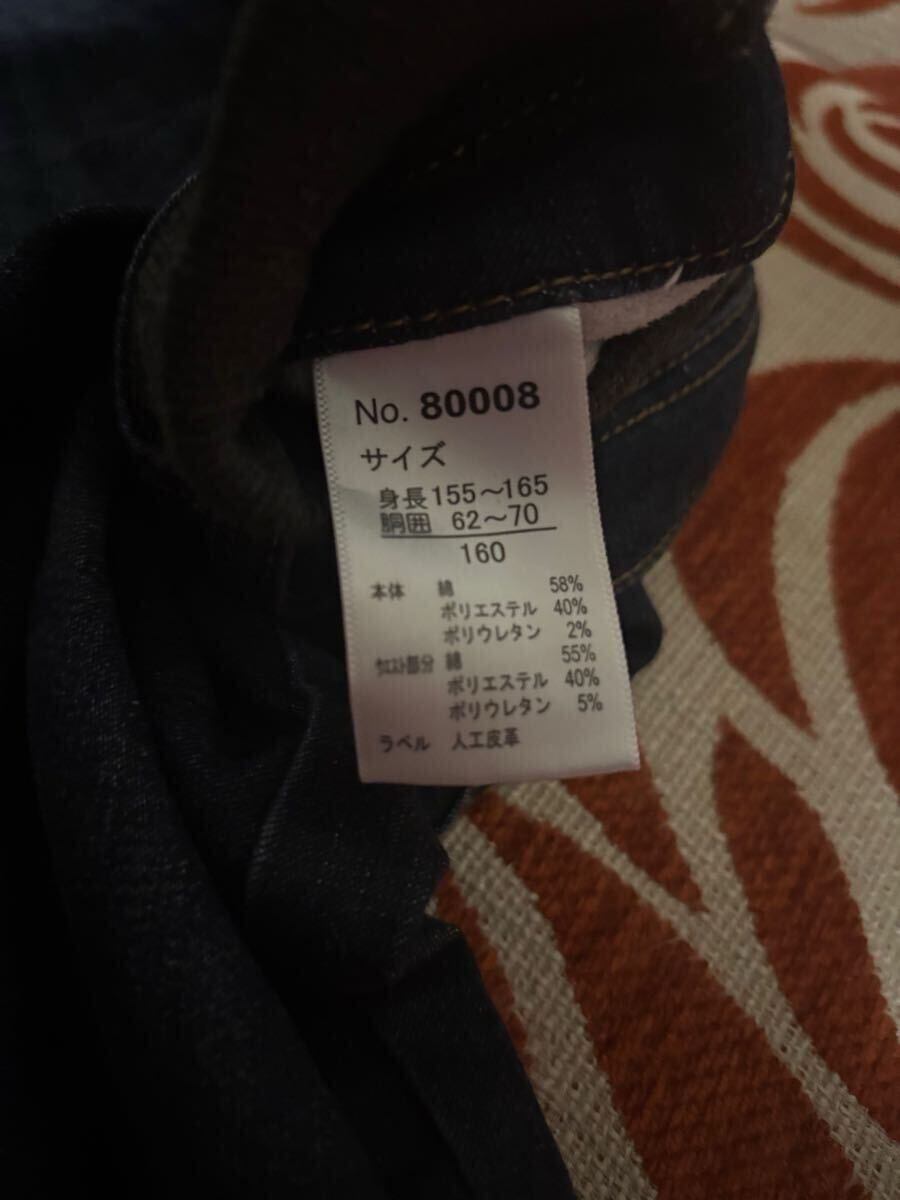 No. 80008
サイズ
身長 155～165
胴囲 62～70
160
本体 綿 58%
ポリエステル 40%
ポリウレタン 2%
ウエスト部分 綿 55%
ポリエステル 40%
ポリウレタン 5%
ラベル 人工皮革